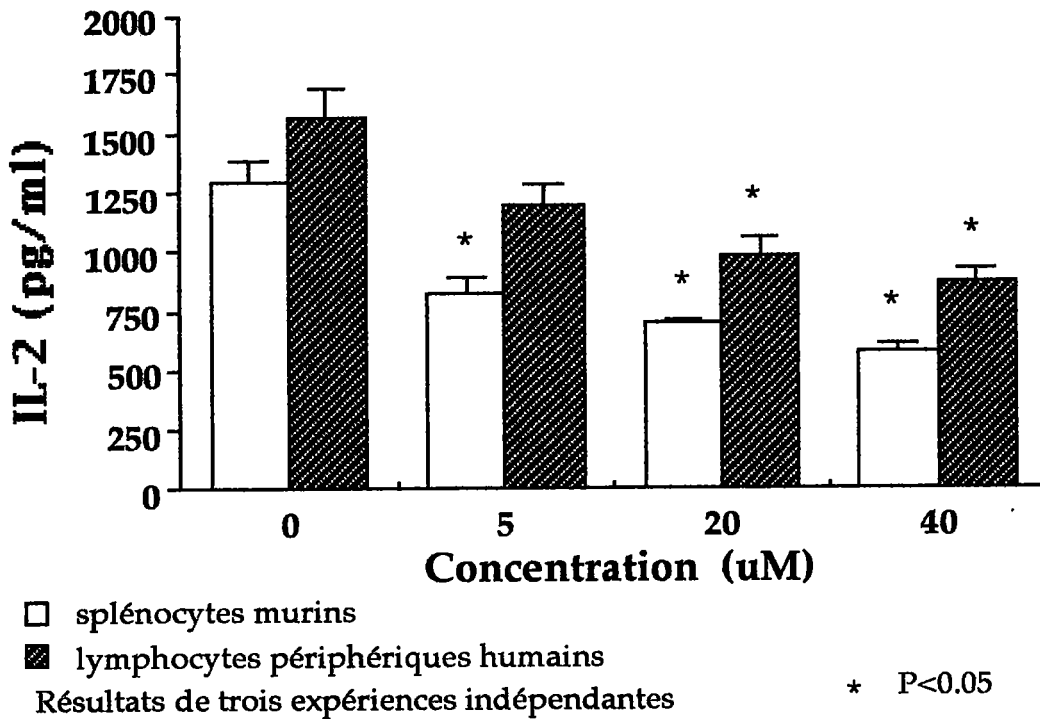 2000
1750
1500
1250
1000
750
500
250
0
IL-2 (pg/ml)
* * * * *
0 5 20 40
Concentration (uM)
splénocytes murins
lymphocytes périphériques humains
Résultats de trois expériences indépendantes
* P<0.05